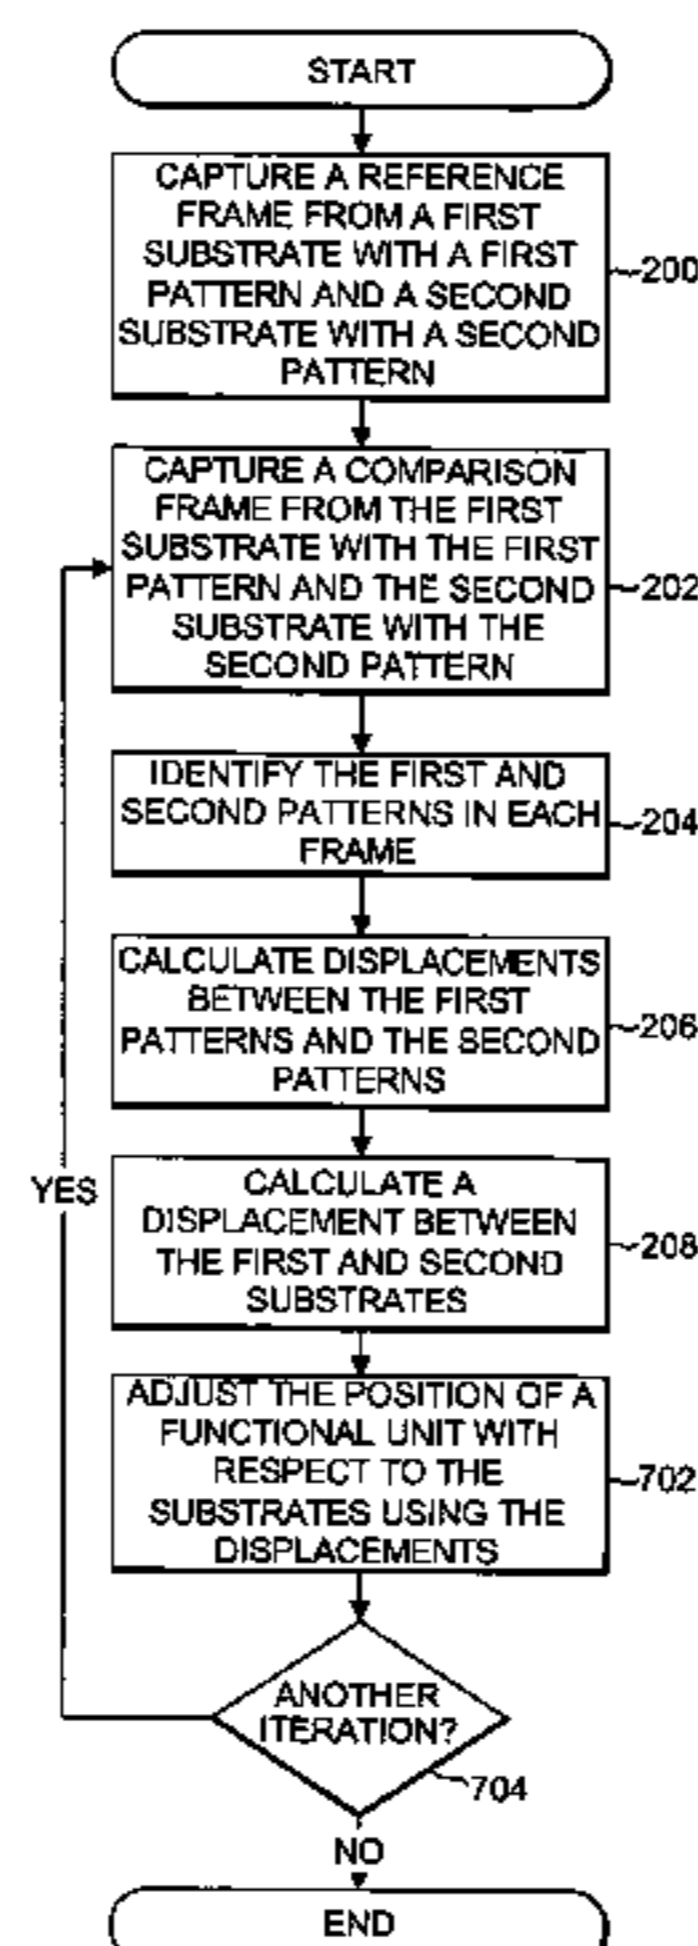 START
CAPTURE A REFERENCE
FRAME FROM A FIRST
SUBSTRATE WITH A FIRST
PATTERN AND A SECOND
SUBSTRATE WITH A SECOND
PATTERN
200
CAPTURE A COMPARISON
FRAME FROM THE FIRST
SUBSTRATE WITH THE FIRST
PATTERN AND THE SECOND
SUBSTRATE WITH THE
SECOND PATTERN
202
IDENTIFY THE FIRST AND
SECOND PATTERNS IN EACH
FRAME
204
CALCULATE DISPLACEMENTS
BETWEEN THE FIRST
PATTERNS AND THE SECOND
PATTERNS
206
YES
CALCULATE A
DISPLACEMENT BETWEEN
THE FIRST AND SECOND
SUBSTRATES
208
ADJUST THE POSITION OF A
FUNCTIONAL UNIT WITH
RESPECT TO THE
SUBSTRATES USING THE
DISPLACEMENTS
702
ANOTHER
ITERATION?
704
NO
END